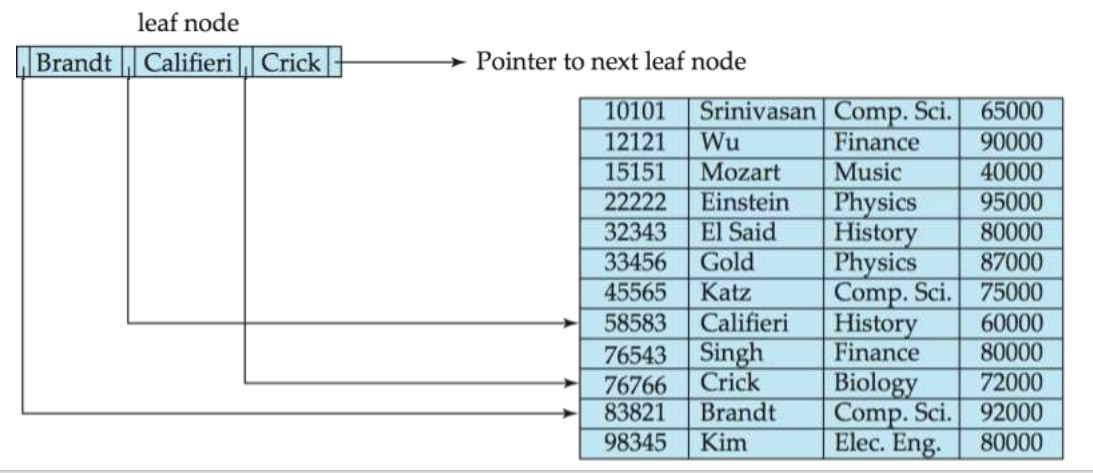 leaf node
Brandt Califieri Crick Pointer to next leaf node
10101 Srinivasan Comp. Sci. 65000
12121 Wu Finance 90000
15151 Mozart Music 40000
22222 Einstein Physics 95000
32343 El Said History 80000
33456 Gold Physics 87000
45565 Katz Comp. Sci. 75000
58583 Califieri History 60000
76543 Singh Finance 80000
76766 Crick Biology 72000
83821 Brandt Comp. Sci. 92000
98345 Kim Elec. Eng. 80000